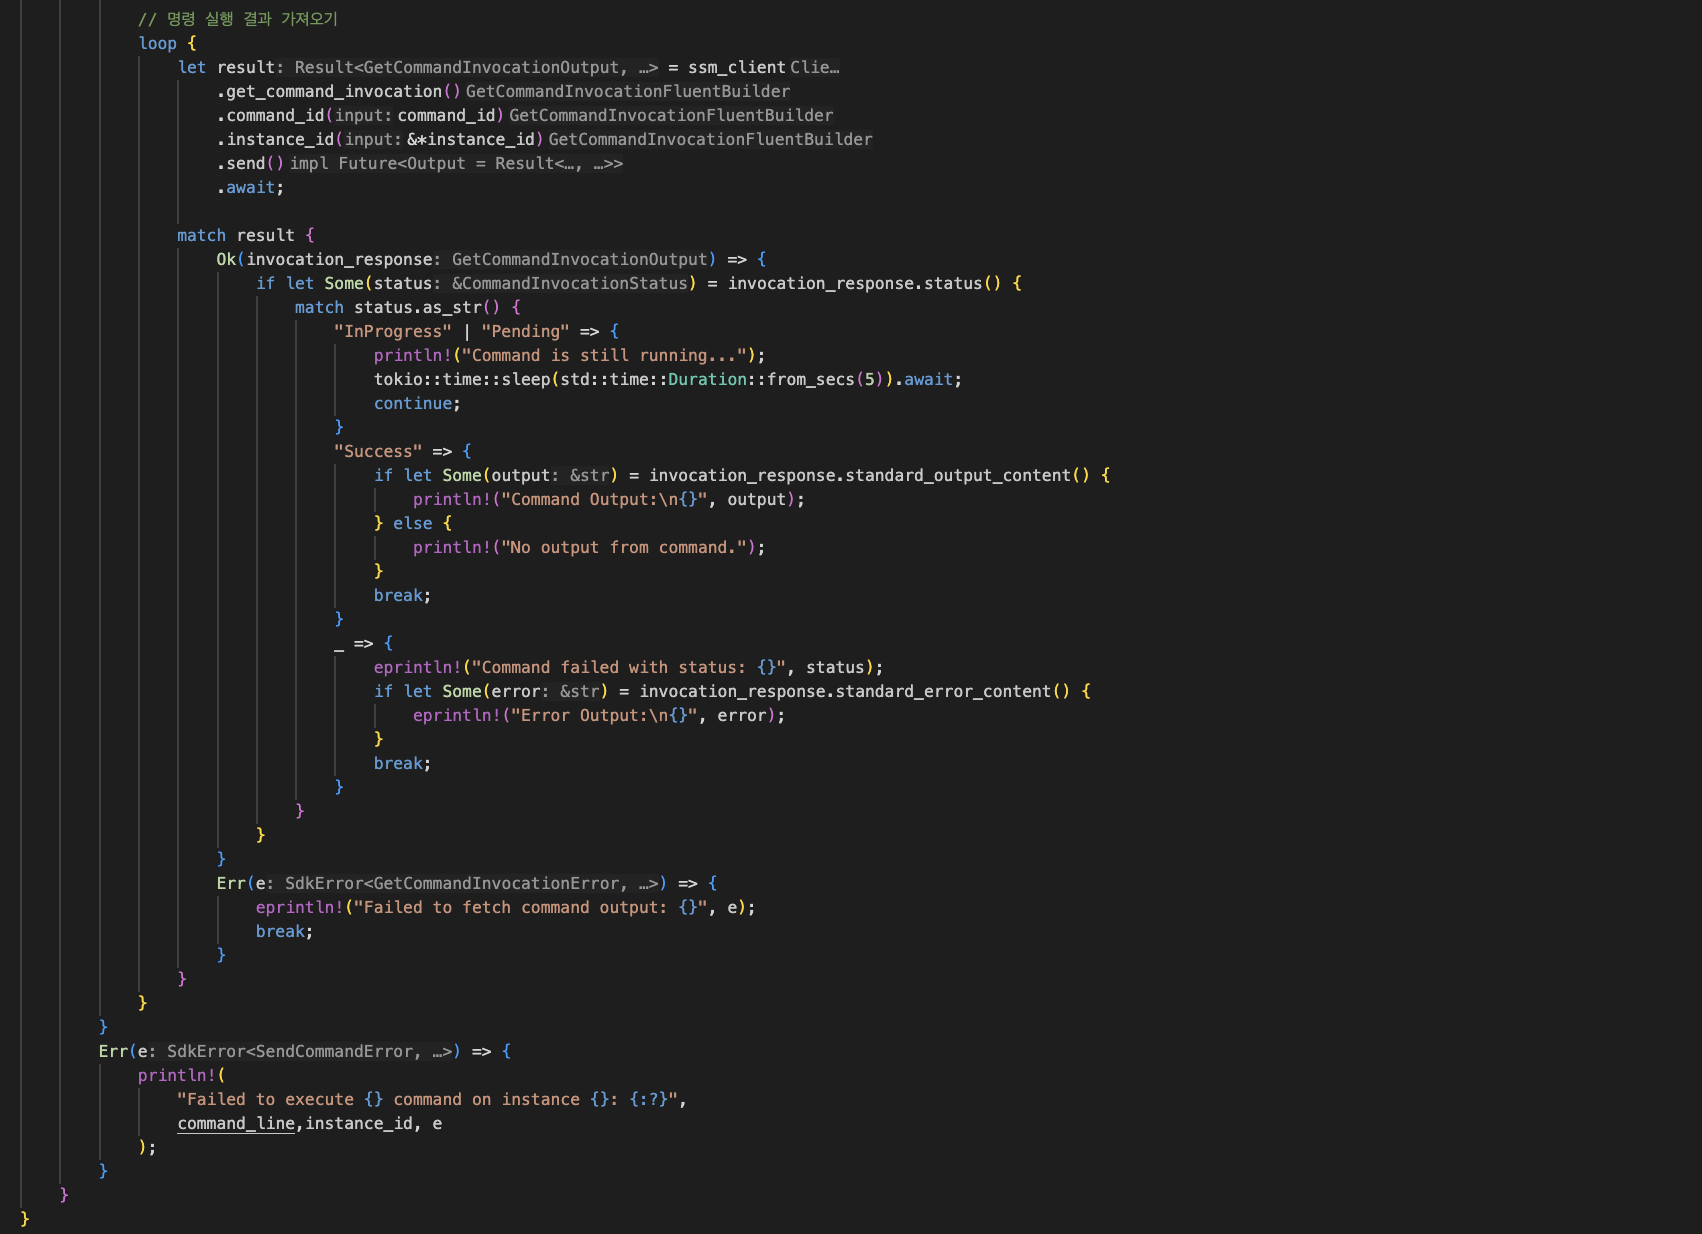 // 명령 실행 결과 가져오기
loop {
let result: Result<GetCommandInvocationOutput, …> = ssm_client Clie…
.get_command_invocation() GetCommandInvocationFluentBuilder
.command_id(input: command_id) GetCommandInvocationFluentBuilder
.instance_id(input: &*instance_id) GetCommandInvocationFluentBuilder
.send() impl Future<Output = Result<…, …>>
.await;
match result {
Ok(invocation_response: GetCommandInvocationOutput) => {
if let Some(status: &CommandInvocationStatus) = invocation_response.status() {
match status.as_str() {
"InProgress" | "Pending" => {
println!("Command is still running...");
tokio::time::sleep(std::time::Duration::from_secs(5)).await;
continue;
}
"Success" => {
if let Some(output: &str) = invocation_response.standard_output_content() {
println!("Command Output:\n{}", output);
} else {
println!("No output from command.");
}
break;
}
_ => {
eprintln!("Command failed with status: {}", status);
if let Some(error: &str) = invocation_response.standard_error_content() {
eprintln!("Error Output:\n{}", error);
}
break;
}
}
}
}
Err(e: SdkError<GetCommandInvocationError, …>) => {
eprintln!("Failed to fetch command output: {}", e);
break;
}
}
}
}
Err(e: SdkError<SendCommandError, …>) => {
println!(
"Failed to execute {} command on instance {}: {:?}",
command_line,instance_id, e
);
}
}
}